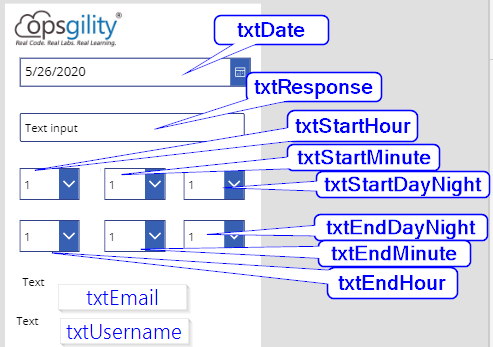 opsgility®
Real Code. Real Labs. Real Learning.
txtDate
5/26/2020
txtResponse
Text input
txtStartHour
txtStartMinute
1 1 1
txtStartDayNight
txtEndDayNight
1 1 1
txtEndMinute
txtEndHour
Text
txtEmail
Text
txtUsername